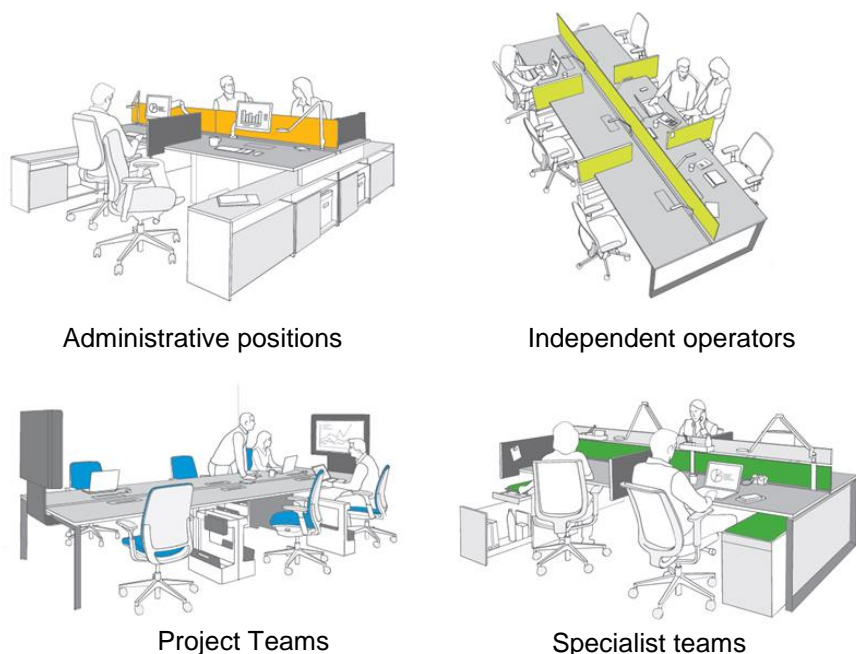 Administrative positions
Independent operators
Project Teams
Specialist teams